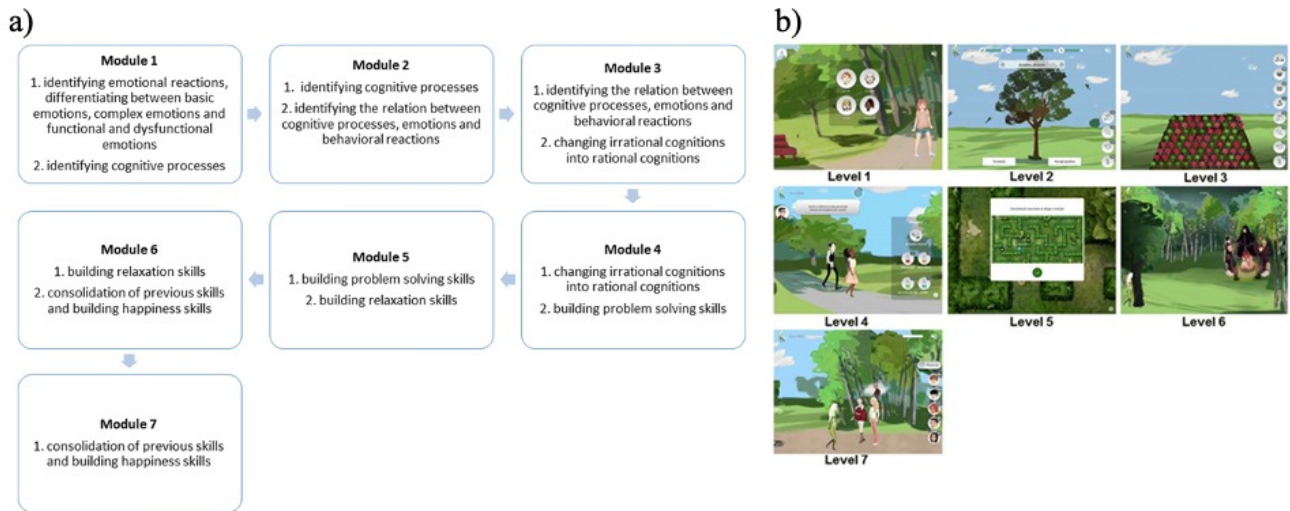 a)
Module 1
1. identifying emotional reactions,
differentiating between basic
emotions, complex emotions and
functional and dysfunctional
emotions
2. identifying cognitive processes
Module 2
1. identifying cognitive processes
2. identifying the relation between
cognitive processes, emotions and
behavioral reactions
Module 3
1. identifying the relation between
cognitive processes, emotions and
behavioral reactions
2. changing irrational cognitions
into rational cognitions
Module 6
1. building relaxation skills
2. consolidation of previous skills
and building happiness skills
Module 5
1. building problem solving skills
2. building relaxation skills
Module 4
1. changing irrational cognitions
into rational cognitions
2. building problem solving skills
Module 7
1. consolidation of previous skills
and building happiness skills
b)
Level 1
Level 2
Level 3
Level 4
Level 5
Level 6
Level 7